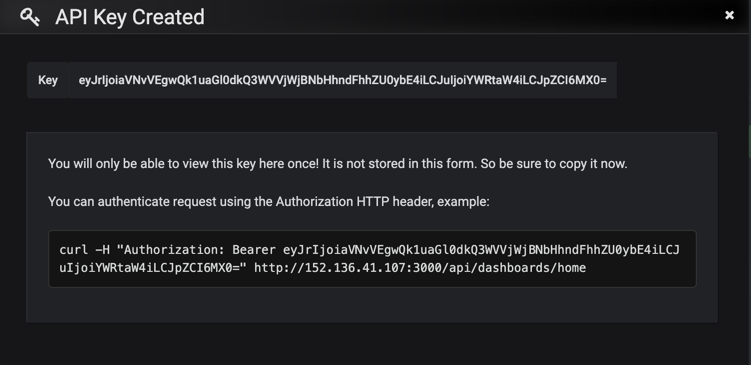 API Key Created
Key eyJrIjoiaVNvVEgwQk1uaGl0dkQ3WVVjWjBNbHhndFhhZU0ybE4iLCJuIjoiYWRtaW4iLCJpZCI6MX0=
You will only be able to view this key here once! It is not stored in this form. So be sure to copy it now.
You can authenticate request using the Authorization HTTP header, example:
curl -H "Authorization: Bearer eyJrIjoiaVNvVEgwQk1uaGl0dkQ3WVVjWjBNbHhndFhhZU0ybE4iLCJ
uIjoiYWRtaW4iLCJpZCI6MX0=" http://152.136.41.107:3000/api/dashboards/home